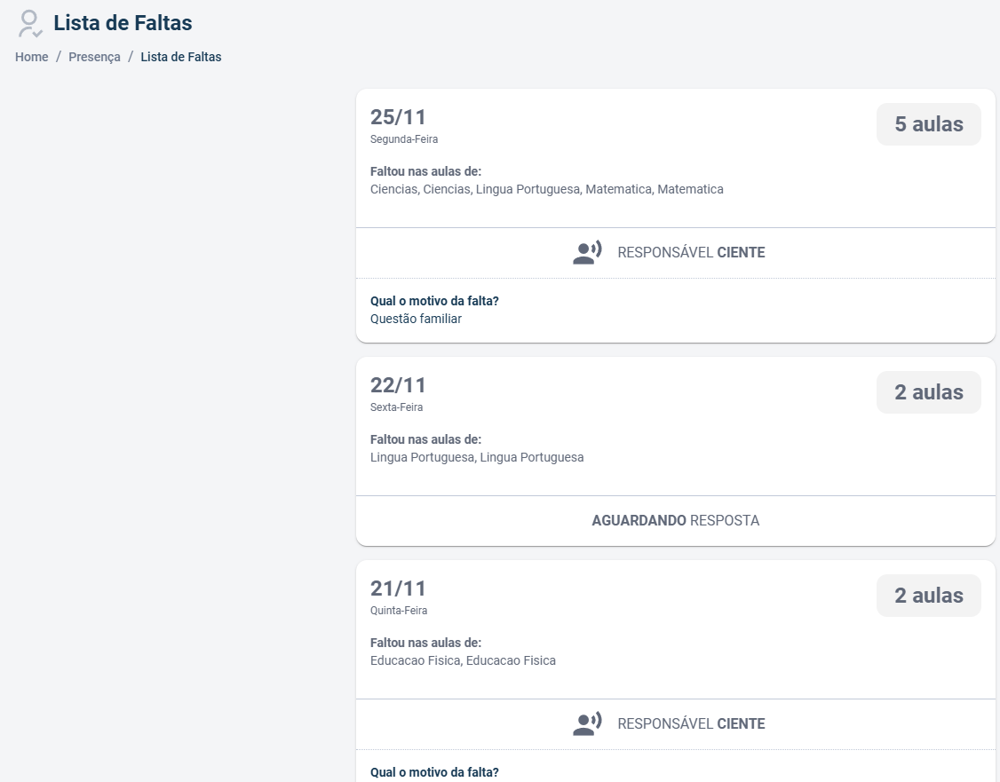 Lista de Faltas
Home / Presença / Lista de Faltas
25/11
5 aulas
Segunda-Feira
Faltou nas aulas de:
Ciencias, Ciencias, Lingua Portuguesa, Matematica, Matematica
RESPONSÁVEL CIENTE
Qual o motivo da falta?
Questão familiar
22/11
2 aulas
Sexta-Feira
Faltou nas aulas de:
Lingua Portuguesa, Lingua Portuguesa
AGUARDANDO RESPOSTA
21/11
2 aulas
Quinta-Feira
Faltou nas aulas de:
Educacao Fisica, Educacao Fisica
RESPONSÁVEL CIENTE
Qual o motivo da falta?